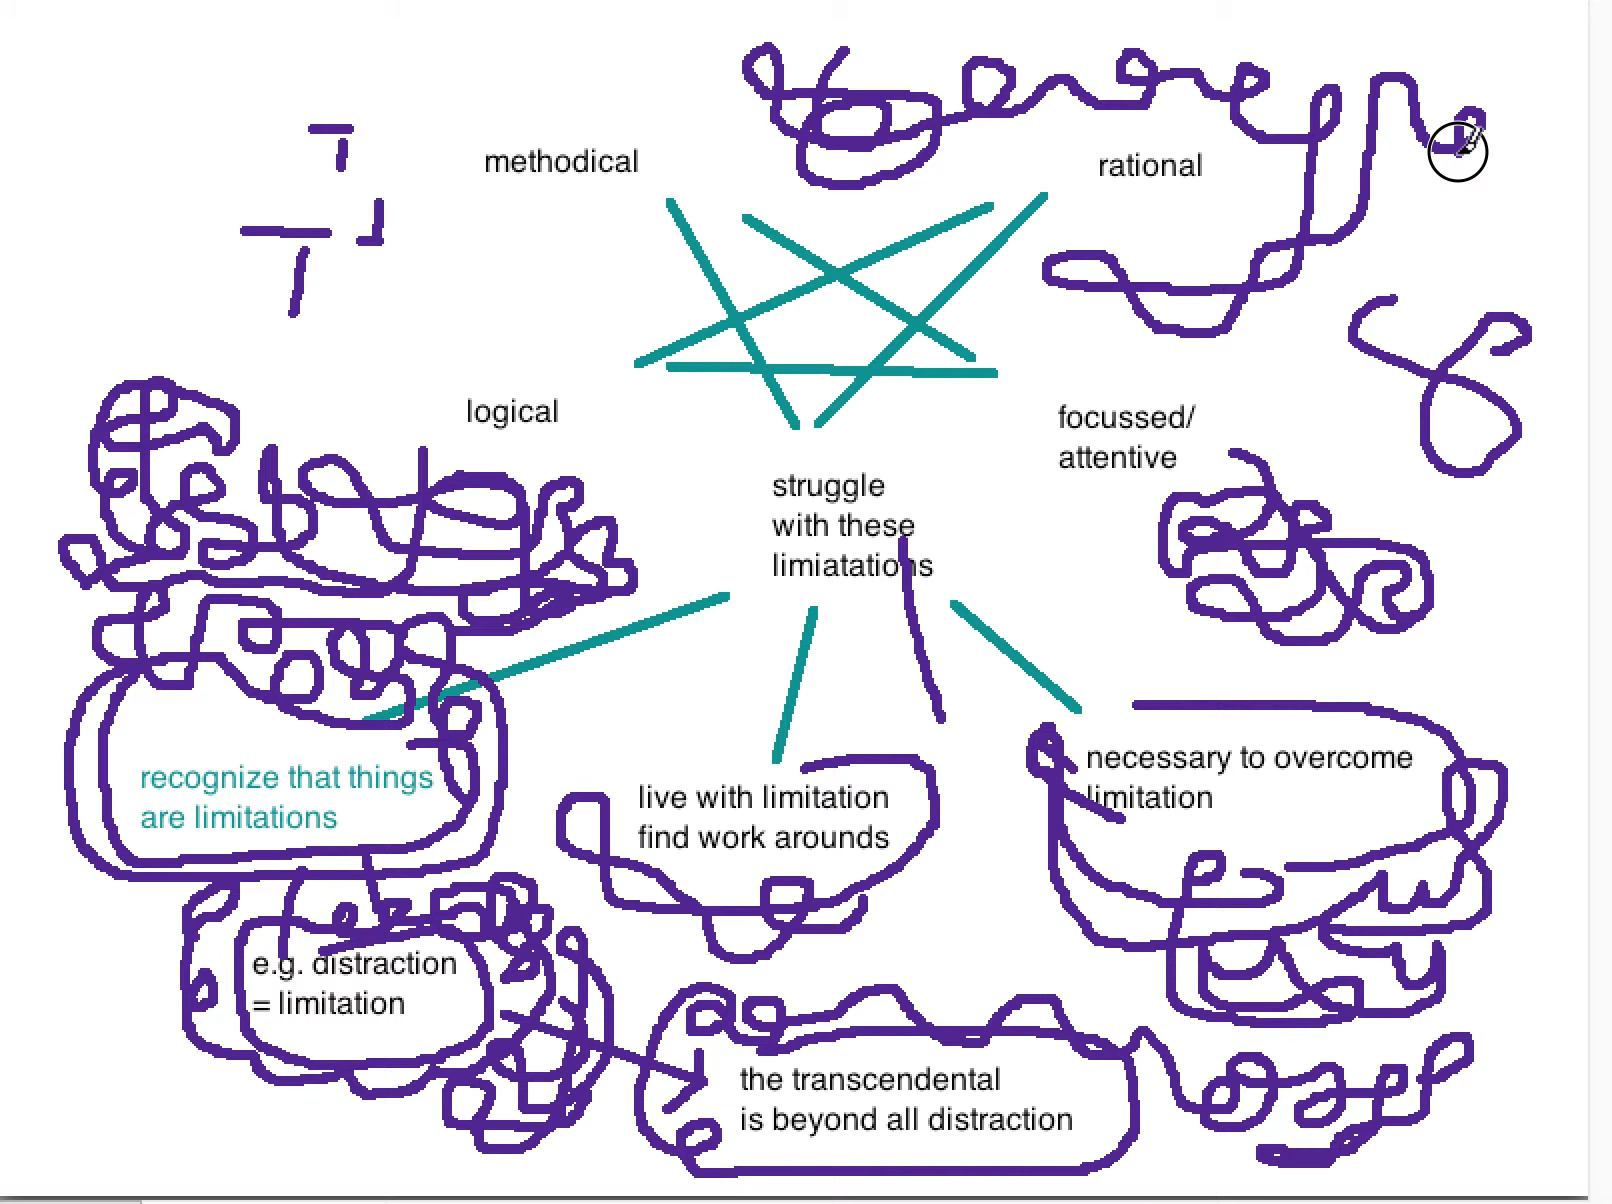 methodical
rational
logical
focussed/
attentive
struggle
with these
limiatations
recognize that things
are limitations
live with limitation
find work arounds
necessary to overcome
limitation
e.g. distraction
= limitation
the transcendental
is beyond all distraction